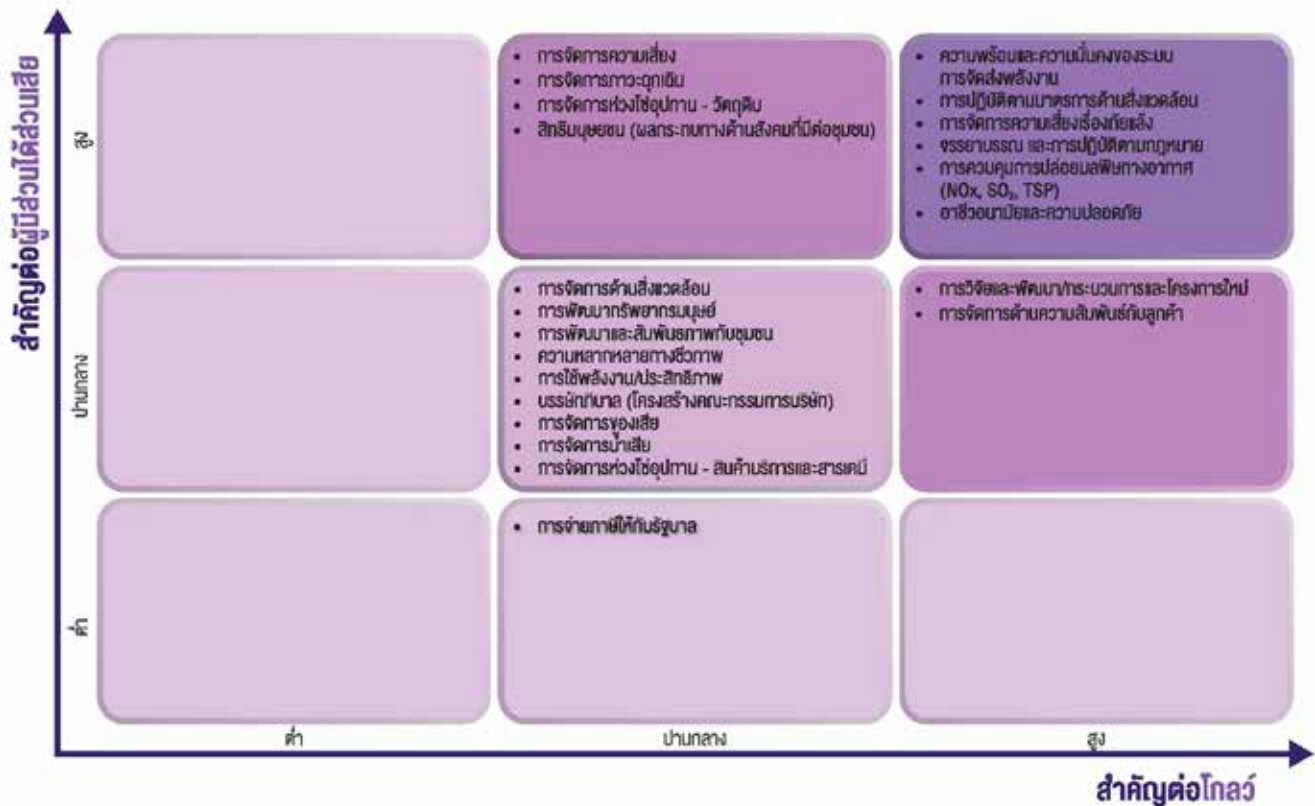 สำคัญต่อผู้มีส่วนได้ส่วนเสีย
สูง
• การจัดการความเสี่ยง
• การจัดการภาวะฉุกเฉิน
• การจัดการห่วงโซ่อุปทาน - วัตถุดิบ
• สิทธิมนุษยชน (ผลกระทบทางด้านสังคมที่มีต่อชุมชน)
• ความพร้อมและความมั่นคงของระบบ
การจัดส่งพลังงาน
• การปฏิบัติตามมาตรการด้านสิ่งแวดล้อม
• การจัดการความเสี่ยงเรื่องภัยแล้ง
• จรรยาบรรณ และการปฏิบัติตามกฎหมาย
• การควบคุมการปล่อยมลพิษทางอากาศ
(NOx, SO₂, TSP)
• อาชีวอนามัยและความปลอดภัย
ปานกลาง
• การจัดการด้านสิ่งแวดล้อม
• การพัฒนาทรัพยากรมนุษย์
• การพัฒนาและสัมพันธภาพกับชุมชน
• ความหลากหลายทางชีวภาพ
• การใช้พลังงาน/ประสิทธิภาพ
• บรรษัทภิบาล (โครงสร้างคณะกรรมการบริษัท)
• การจัดการของเสีย
• การจัดการน้ำเสีย
• การจัดการห่วงโซ่อุปทาน - สินค้าบริการและสารเคมี
• การวิจัยและพัฒนา/กระบวนการและโครงการใหม่
• การจัดการด้านความสัมพันธ์กับลูกค้า
ต่ำ
• การจ่ายภาษีให้กับรัฐบาล
ต่ำ
ปานกลาง
สูง
สำคัญต่อโกลว์